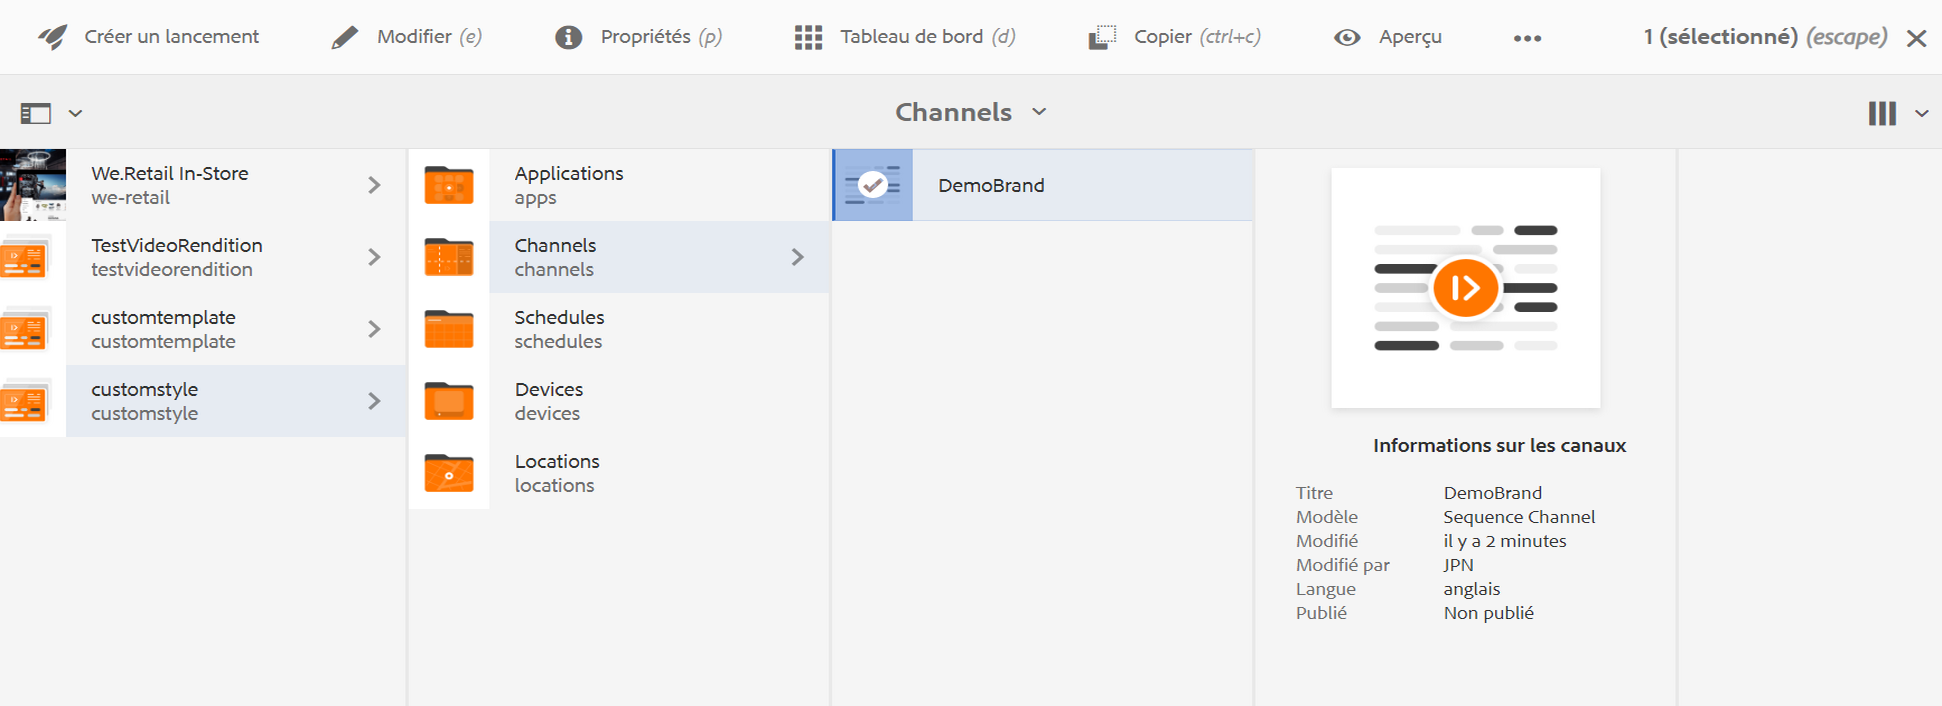 Créer un lancement Modifier (e) Propriétés (p) Tableau de bord (d) Copier (ctrl+c) Aperçu 1 (sélectionné) (escape)
Channels
We.Retail In-Store
we-retail
TestVideoRendition
testvideorendition
customtemplate
customtemplate
customstyle
customstyle
Applications
apps
Channels
channels
Schedules
schedules
Devices
devices
Locations
locations
DemoBrand
Informations sur les canaux
Titre DemoBrand
Modèle Sequence Channel
Modifié il y a 2 minutes
Modifié par JPN
Langue anglais
Publié Non publié